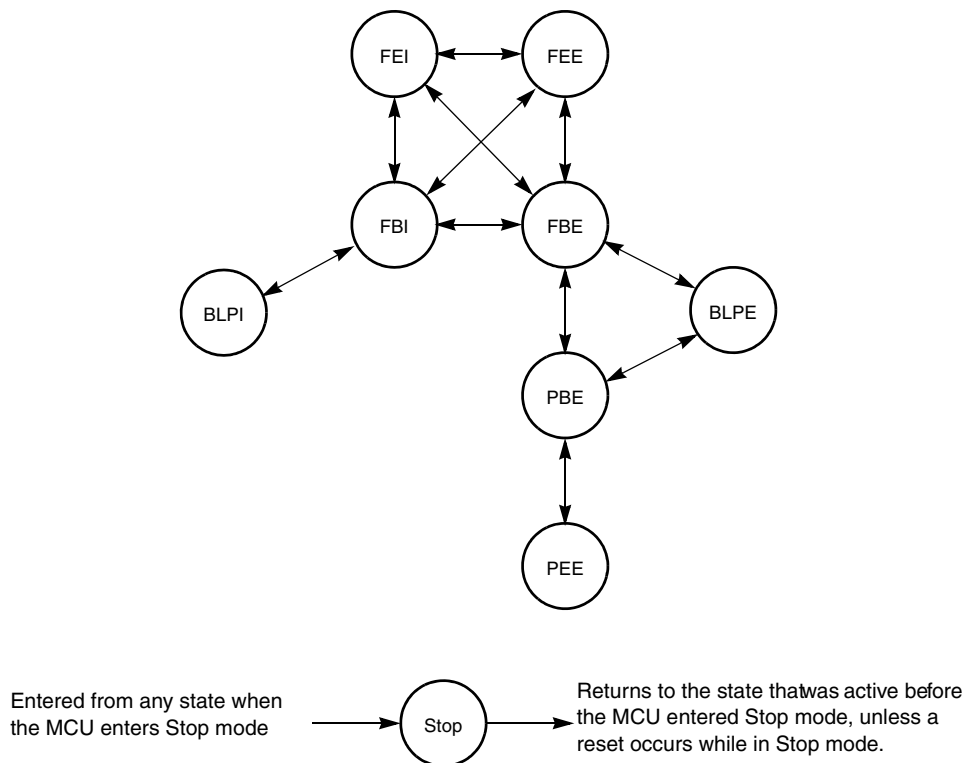 FEI
FEE
FBI
FBE
BLPI
BLPE
PBE
PEE
Entered from any state when
the MCU enters Stop mode
Stop
Returns to the state thatwas active before
the MCU entered Stop mode, unless a
reset occurs while in Stop mode.